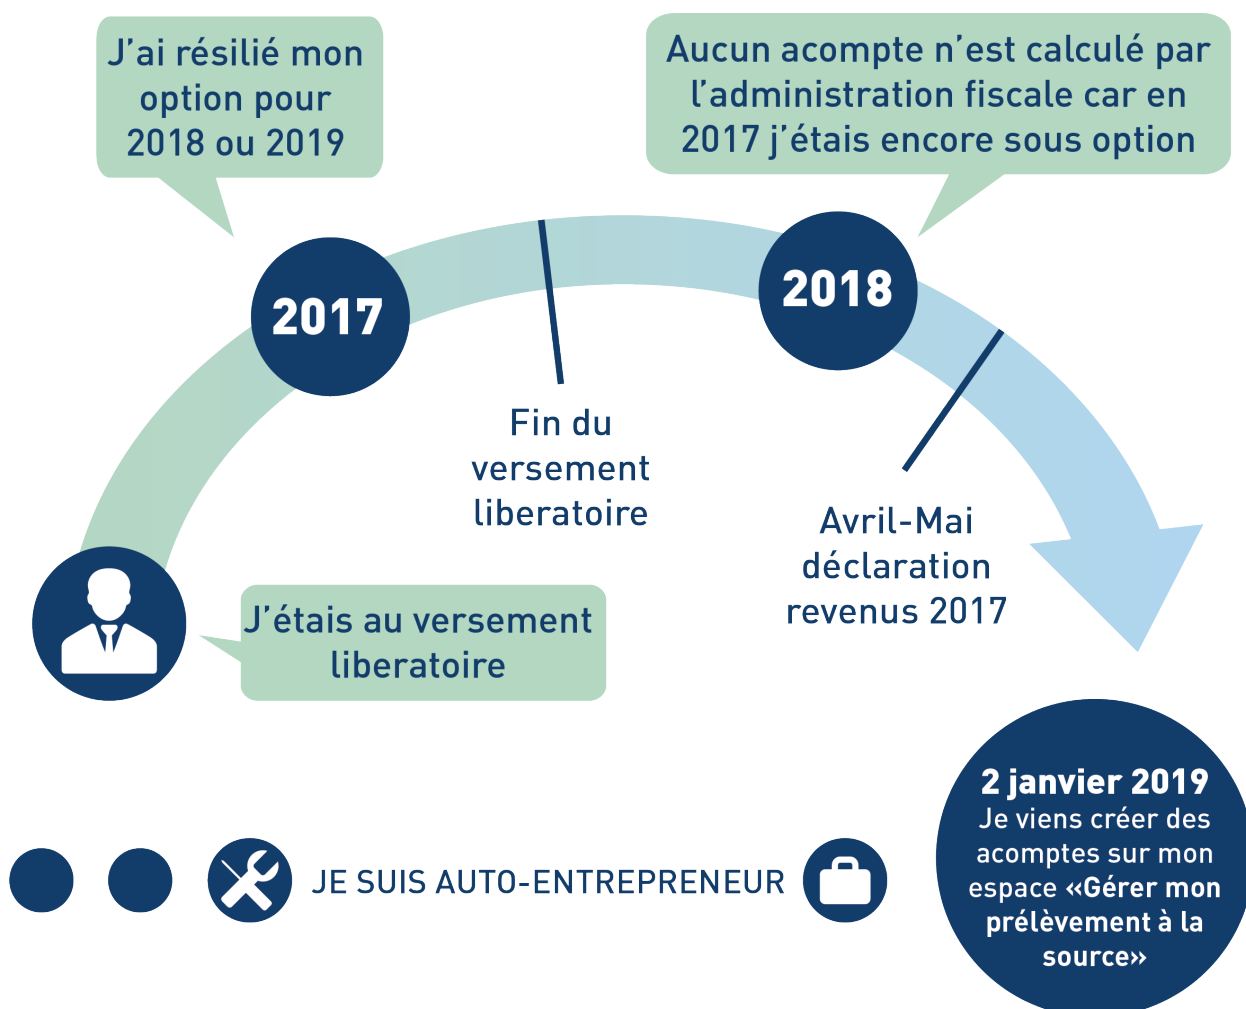 J’ai résilié mon
option pour
2018 ou 2019
Aucun acompte n’est calculé par
l’administration fiscale car en
2017 j’étais encore sous option
2017
2018
Fin du
versement
liberatoire
Avril-Mai
déclaration
revenus 2017
J’étais au versement
liberatoire
2 janvier 2019
Je viens créer des
acomptes sur mon
espace «Gérer mon
prélèvement à la
source»
JE SUIS AUTO-ENTREPRENEUR